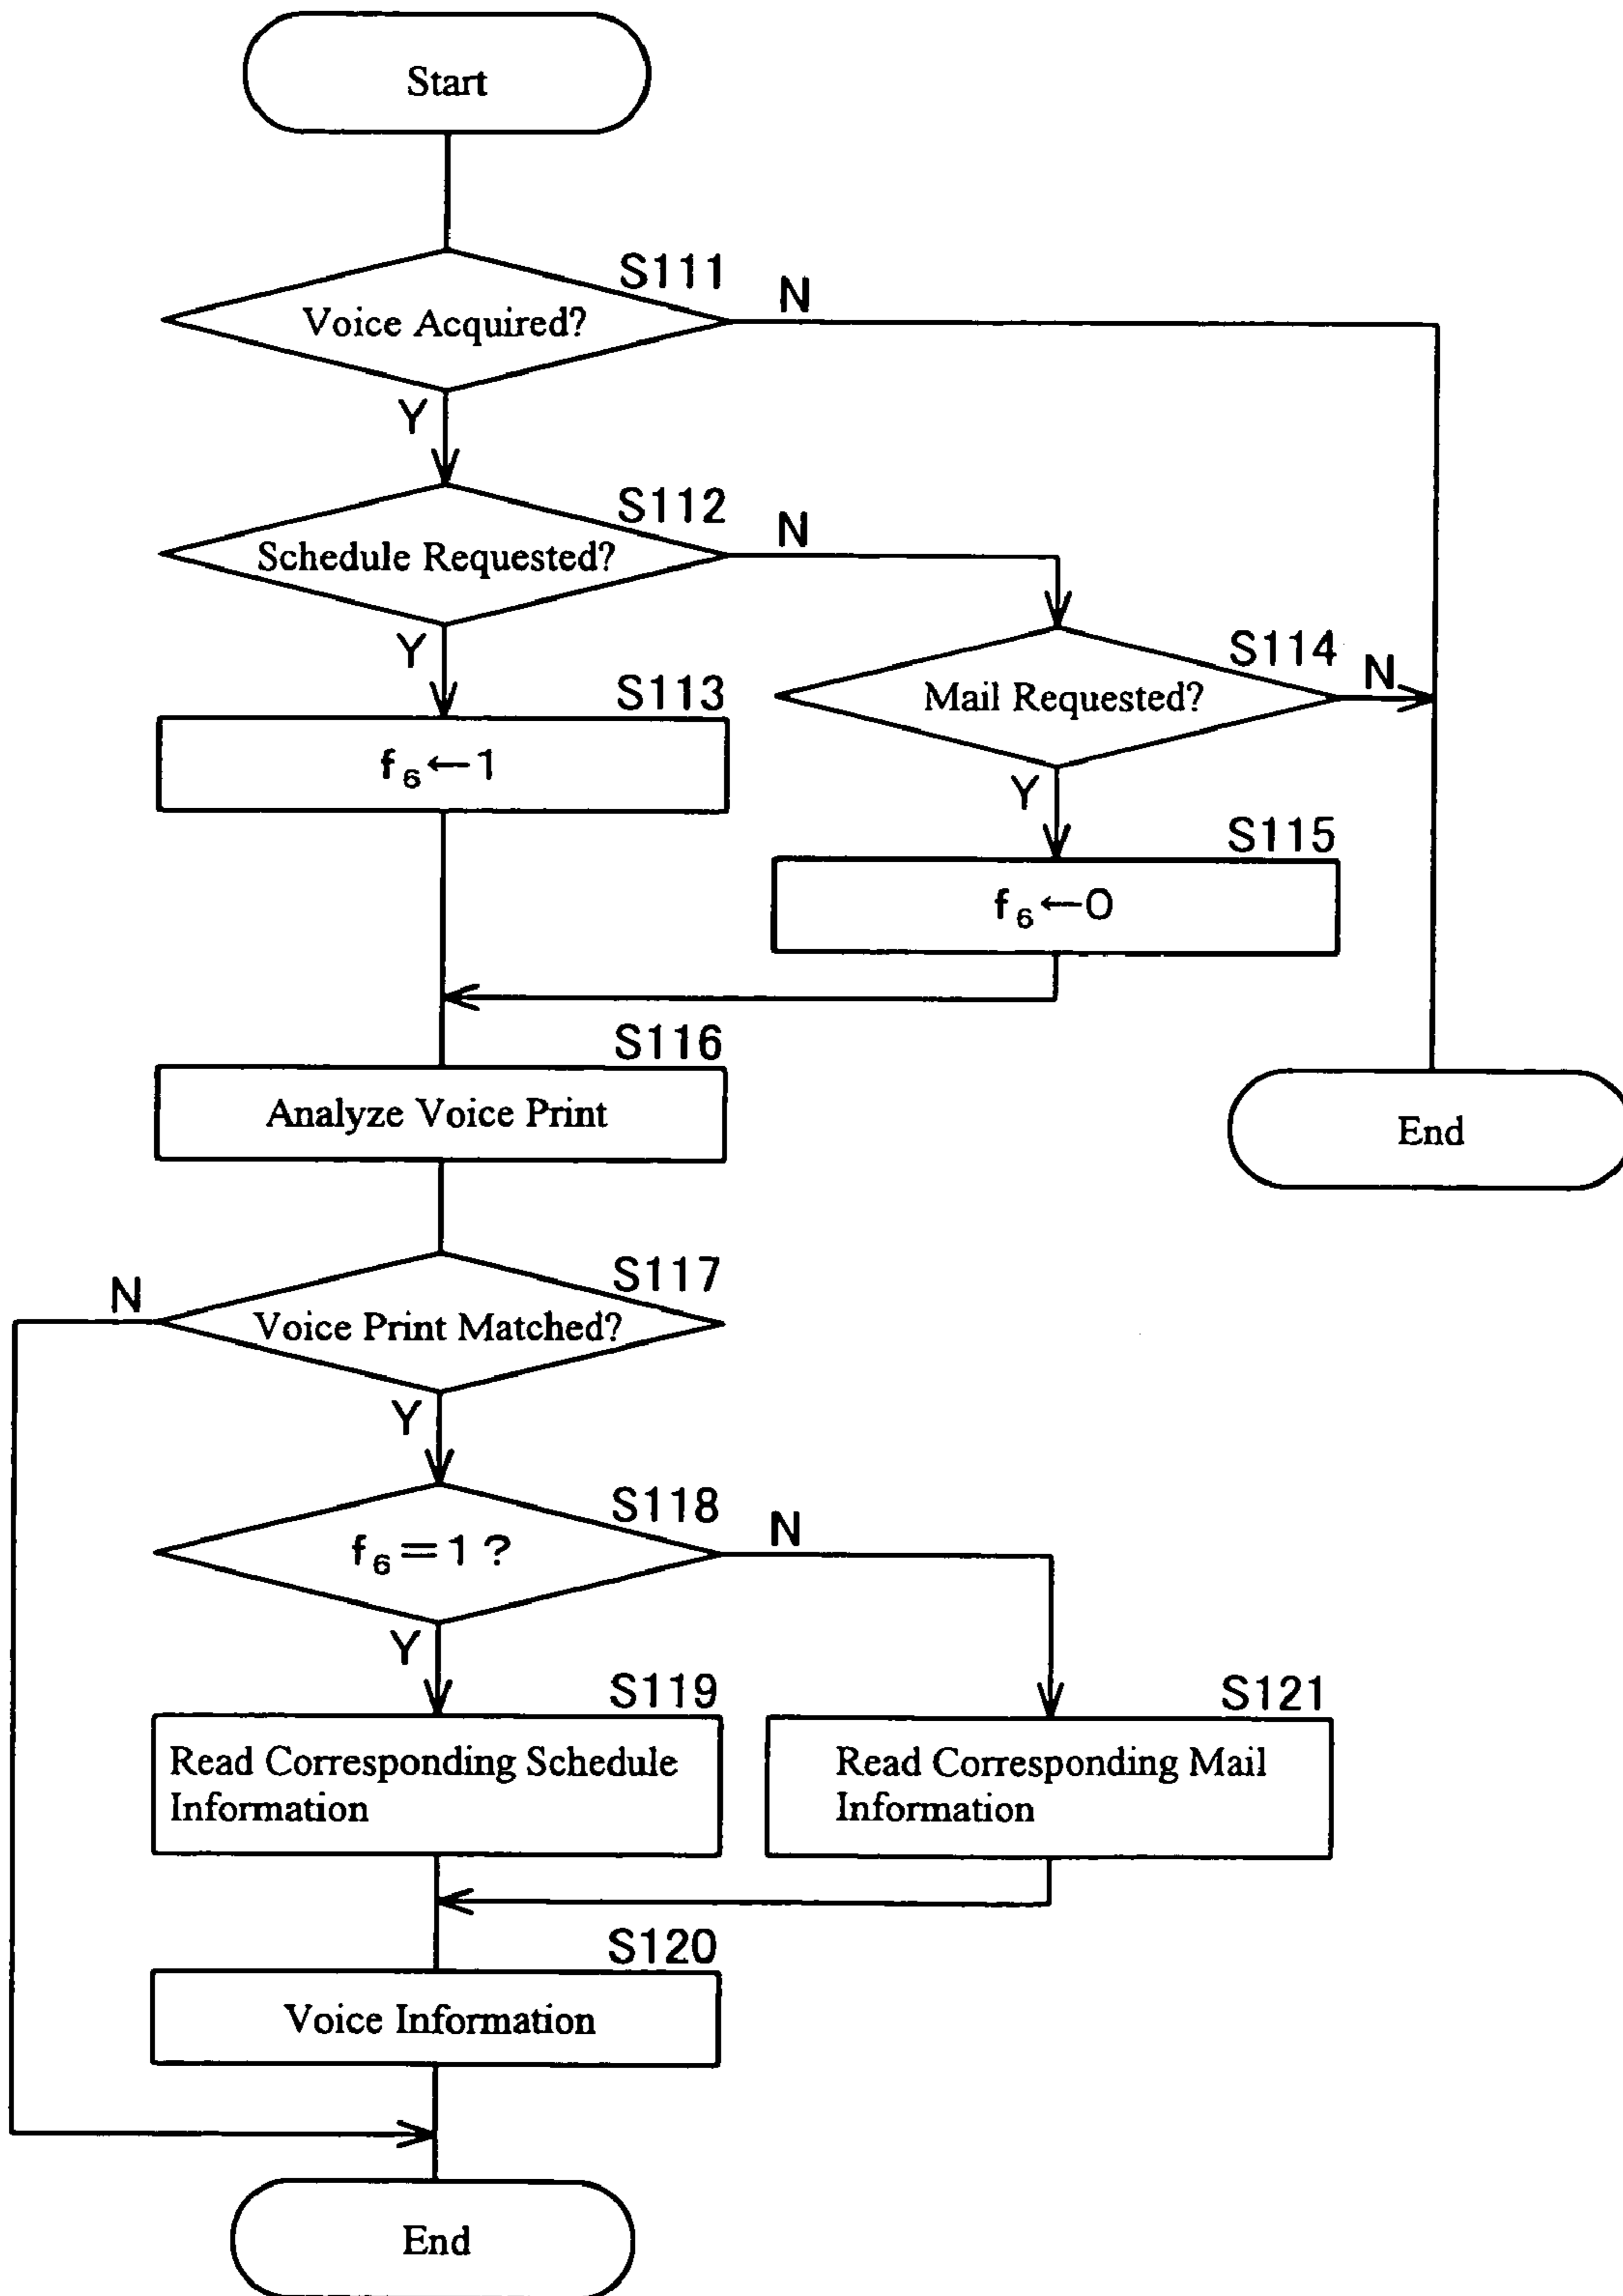 Start
S111
Voice Acquired?
N
Y
S112
Schedule Requested?
N
Y
S114
Mail Requested?
N
Y
S113
f₆←1
S115
f₆←0
S116
Analyze Voice Print
End
S117
Voice Print Matched?
N
Y
S118
f₆=1?
N
Y
S119
Read Corresponding Schedule
Information
S121
Read Corresponding Mail
Information
S120
Voice Information
End